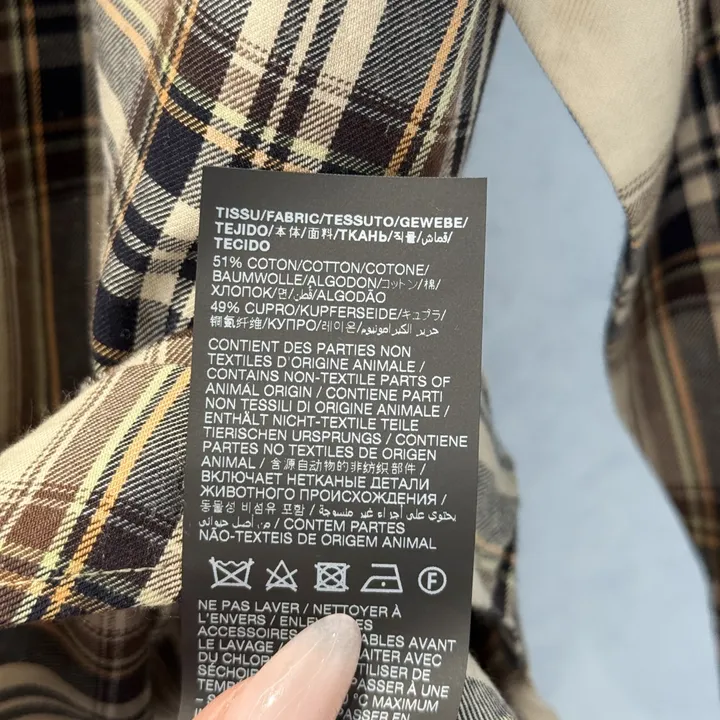 TISSU/FABRIC/TESSUTO/GEWEBE/
TEJIDO/本体/面料/ТКАНЬ/직물/قماش/
TECIDO
51% COTON/COTTON/COTONE/
BAUMWOLLE/ALGODON/コットン/棉/
ХЛОПОК/면/قطن/ALGODÃO
49% CUPRO/KUPFERSEIDE/キュプラ/
铜氨纤维/КУПРО/레이온/حرير الكبرامونيوم
CONTIENT DES PARTIES NON
TEXTILES D'ORIGINE ANIMALE /
CONTAINS NON-TEXTILE PARTS OF
ANIMAL ORIGIN / CONTIENE PARTI
NON TESSILI DI ORIGINE ANIMALE /
ENTHÄLT NICHT-TEXTILE TEILE
TIERISCHEN URSPRUNGS / CONTIENE
PARTES NO TEXTILES DE ORIGEN
ANIMAL / 含源自动物的非纺织部件 /
ВКЛЮЧАЕТ НЕТКАНЫЕ ДЕТАЛИ
ЖИВОТНОГО ПРОИСХОЖДЕНИЯ /
동물성 비섬유 포함 / يحتوي على أجزاء غير منسوجة
من أصل حيواني / CONTEM PARTES
NÃO-TEXTEIS DE ORIGEM ANIMAL
F
NE PAS LAVER / NETTOYER À
L'ENVERS /
ACCESSOIRES AVANT
LE LAVAGE / AVEC
DU
SÉCHOIR
PASSER À UNE
°C MAXIMUM